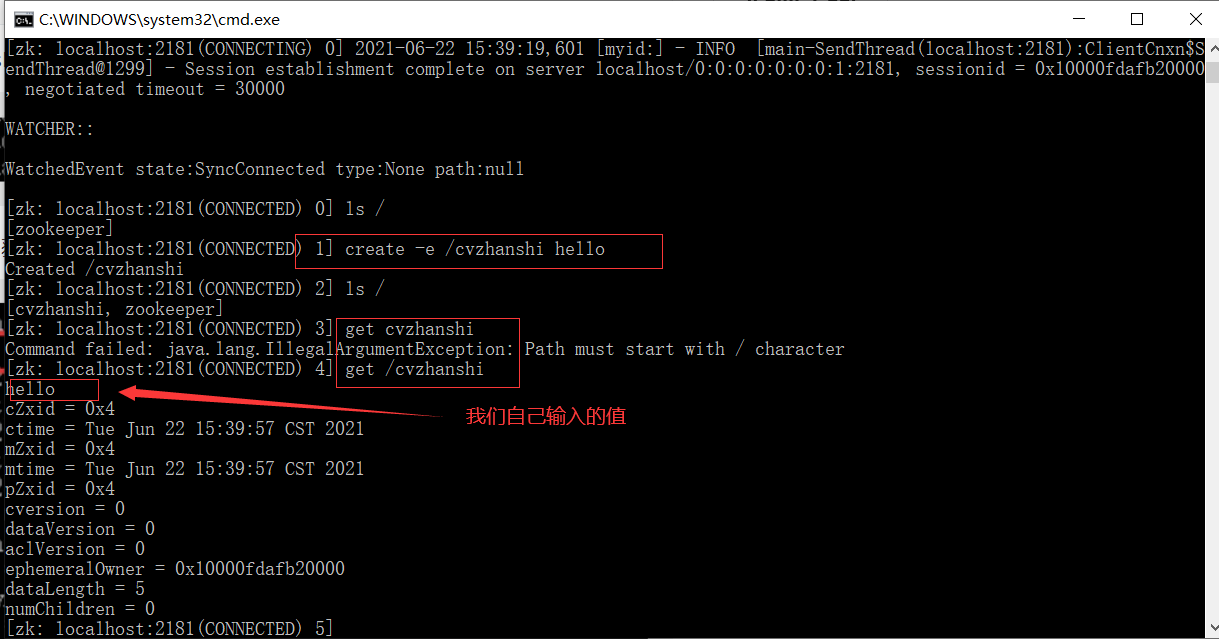 C:\WINDOWS\system32\cmd.exe
[zk: localhost:2181(CONNECTING) 0] 2021-06-22 15:39:19,601 [myid:] - INFO  [main-SendThread(localhost:2181):ClientCnxn$S
endThread@1299] - Session establishment complete on server localhost/0:0:0:0:0:0:0:1:2181, sessionid = 0x10000fdafb20000
, negotiated timeout = 30000
WATCHER::
WatchedEvent state:SyncConnected type:None path:null
[zk: localhost:2181(CONNECTED) 0] ls /
[zookeeper]
[zk: localhost:2181(CONNECTED) 1] create -e /cvzhanshi hello
Created /cvzhanshi
[zk: localhost:2181(CONNECTED) 2] ls /
[cvzhanshi, zookeeper]
[zk: localhost:2181(CONNECTED) 3] get cvzhanshi
Command failed: java.lang.IllegalArgumentException: Path must start with / character
[zk: localhost:2181(CONNECTED) 4] get /cvzhanshi
hello
cZxid = 0x4
我们自己输入的值
ctime = Tue Jun 22 15:39:57 CST 2021
mZxid = 0x4
mtime = Tue Jun 22 15:39:57 CST 2021
pZxid = 0x4
cversion = 0
dataVersion = 0
aclVersion = 0
ephemeralOwner = 0x10000fdafb20000
dataLength = 5
numChildren = 0
[zk: localhost:2181(CONNECTED) 5]